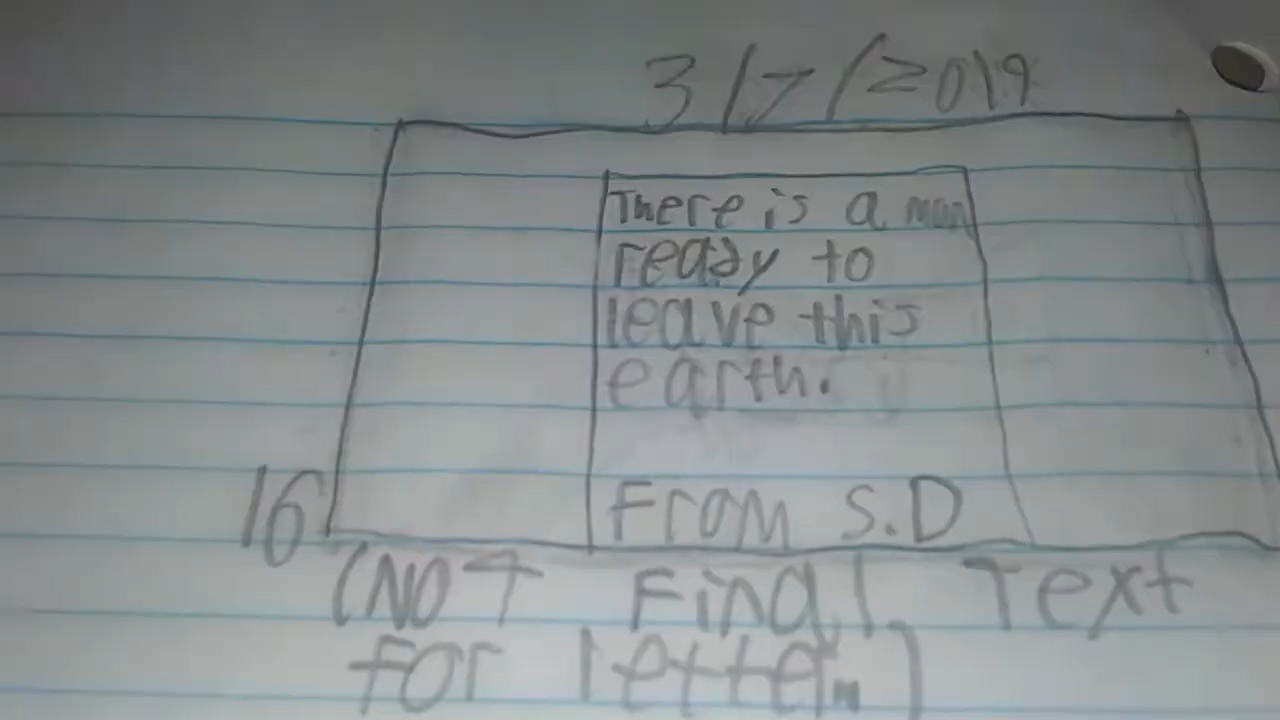 3/7/2019
There is a man
ready to
leave this
earth.
From S.D
16
(Not Final Text
for letter.)